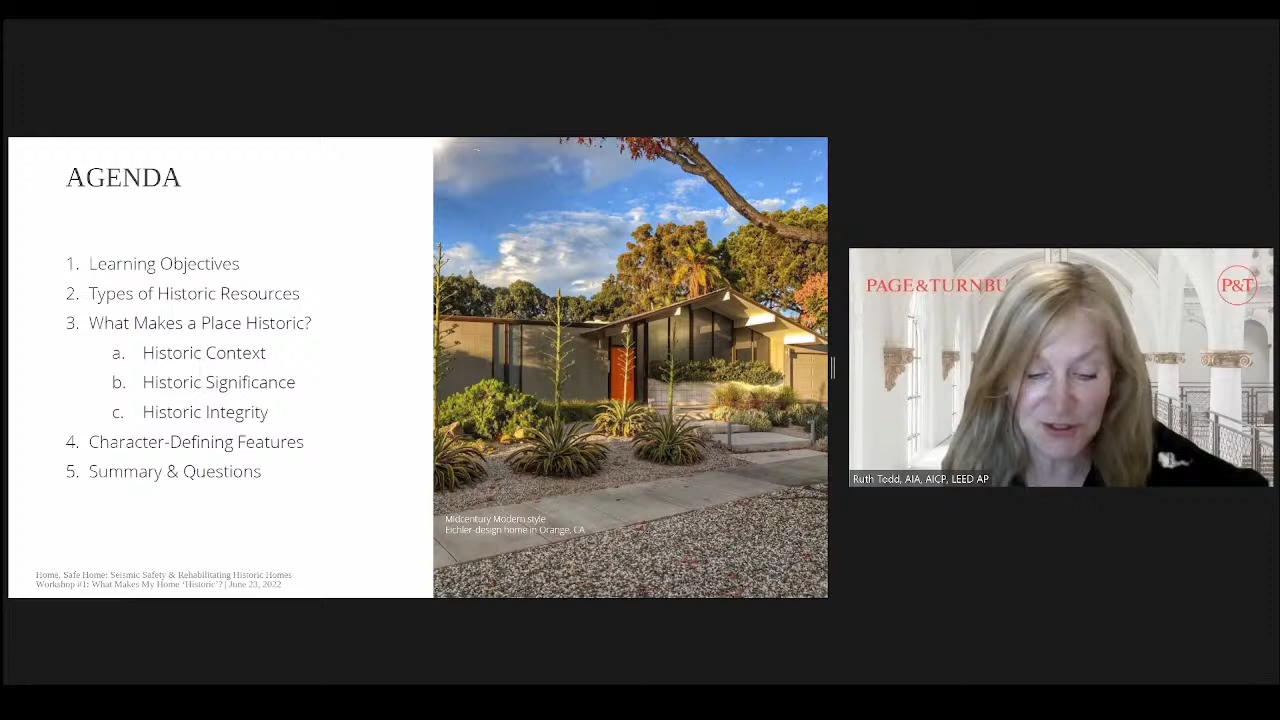 AGENDA
1. Learning Objectives
2. Types of Historic Resources
3. What Makes a Place Historic?
a. Historic Context
b. Historic Significance
c. Historic Integrity
4. Character-Defining Features
5. Summary & Questions
Home, Safe Home: Seismic Safety & Rehabilitating Historic Homes
Workshop #1: What Makes My Home ‘Historic’? | June 23, 2022
Midcentury Modern style
Eichler-design home in Orange, CA
PAGE&TURNBU
P&T
Ruth Todd, AIA, AICP, LEED AP